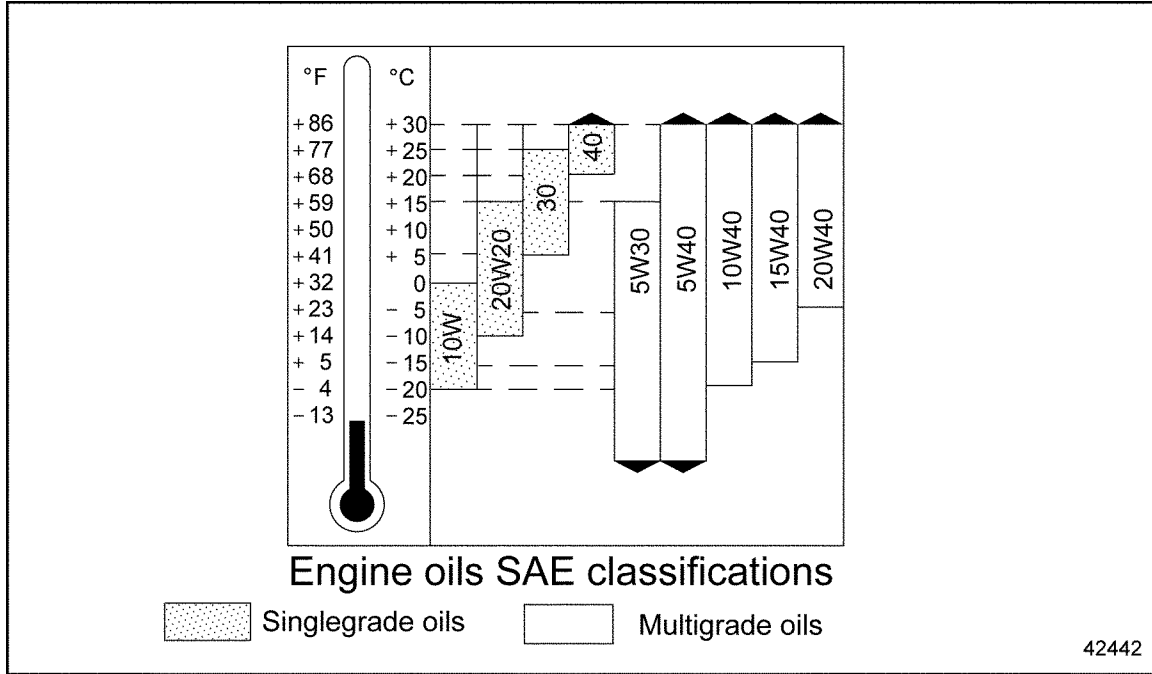 °F °C
+ 86 + 30
+ 77 + 25
+ 68 + 20
+ 59 + 15
+ 50 + 10
+ 41 + 5
+ 32 0
+ 23 − 5
+ 14 − 10
+ 5 − 15
− 4 − 20
− 13 − 25
10W
20W20
30
40
5W30
5W40
10W40
15W40
20W40
Engine oils SAE classifications
Singlegrade oils
Multigrade oils
42442